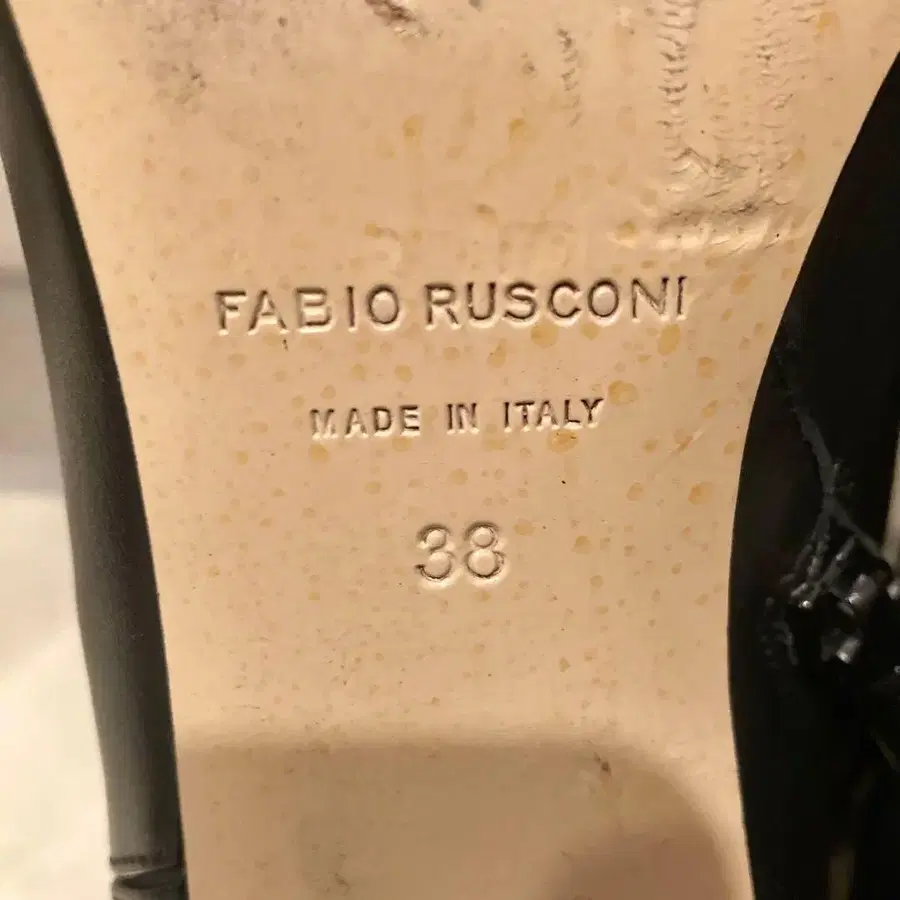 FABIO RUSCONI
MADE IN ITALY
38